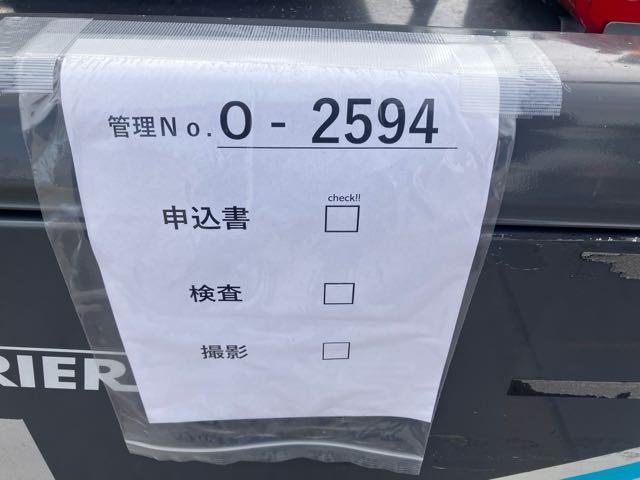 管理No. O - 2594
check!!
申込書 □
検査 □
撮影 □
RIER